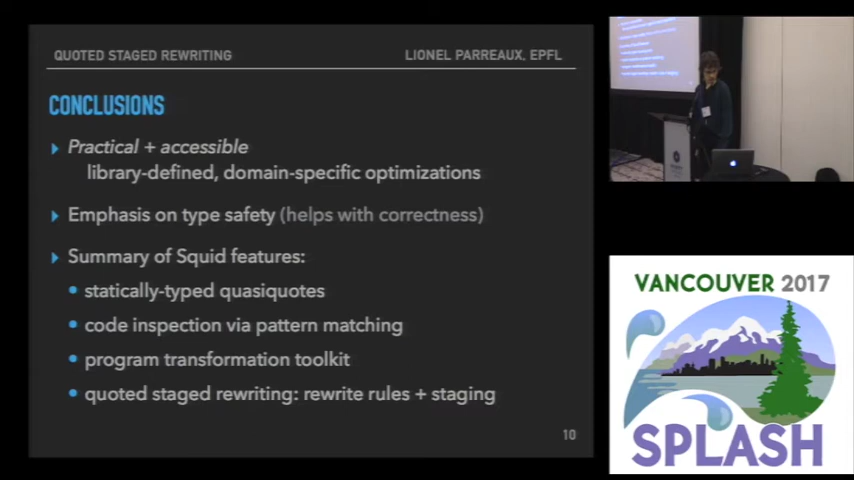 QUOTED STAGED REWRITING
LIONEL PARREAUX, EPFL
CONCLUSIONS
Practical + accessible
library-defined, domain-specific optimizations
Emphasis on type safety (helps with correctness)
Summary of Squid features:
statically-typed quasiquotes
code inspection via pattern matching
program transformation toolkit
quoted staged rewriting: rewrite rules + staging
10
VANCOUVER 2017
SPLASH